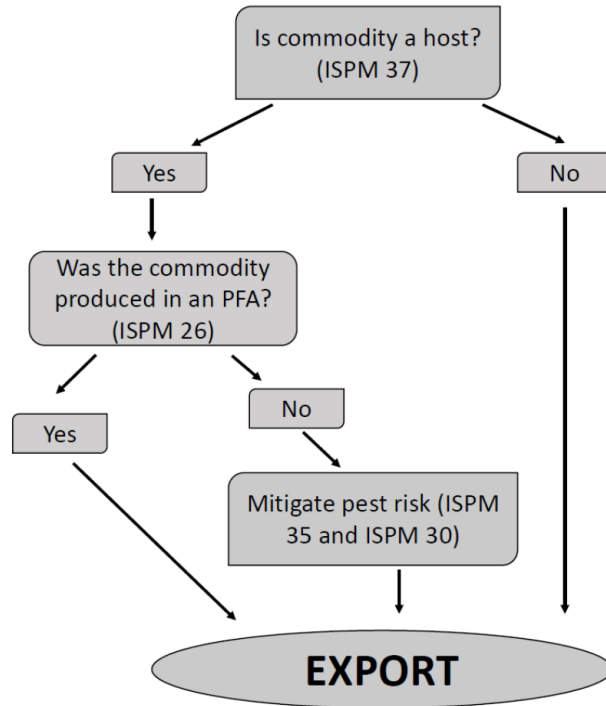 Is commodity a host?
(ISPM 37)
Yes
No
Was the commodity
produced in an PFA?
(ISPM 26)
Yes
No
Mitigate pest risk (ISPM
35 and ISPM 30)
EXPORT